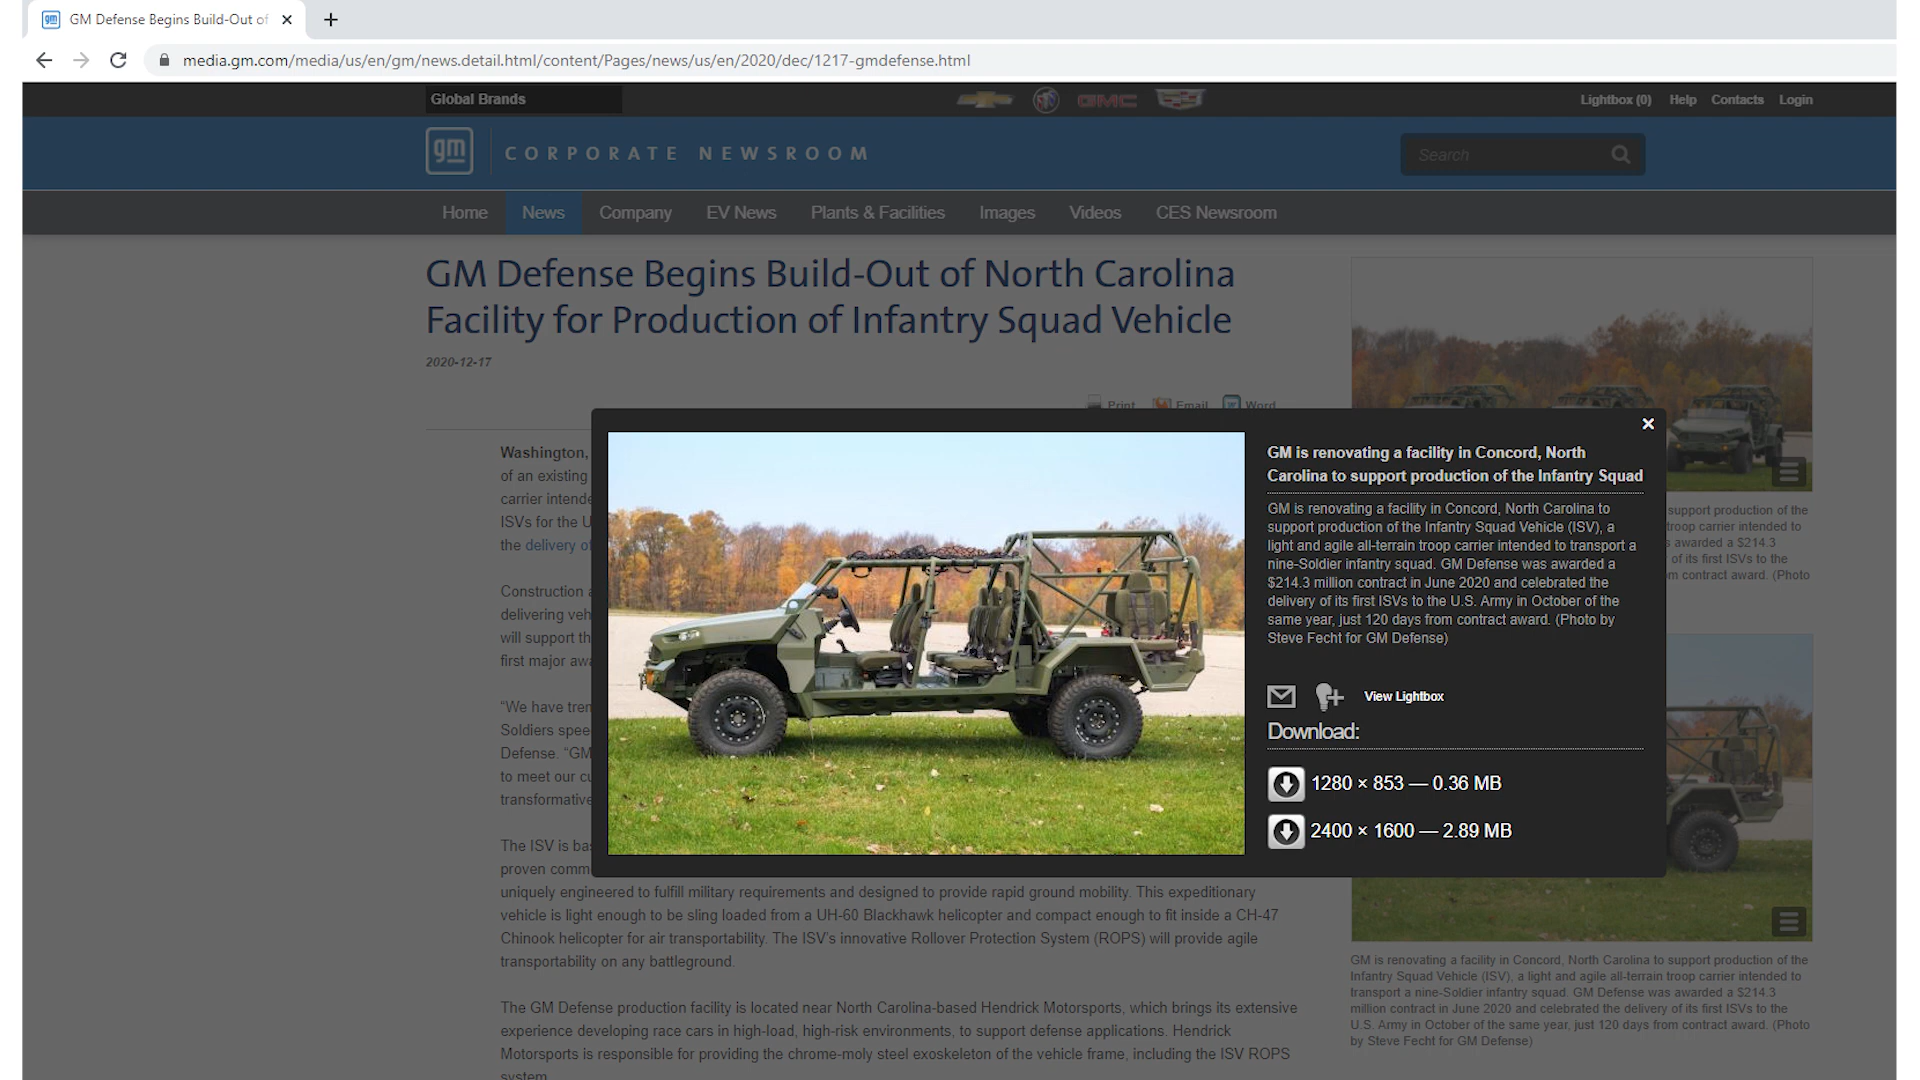 GM Defense Begins Build-Out of
media.gm.com/media/us/en/gm/news.detail.html/content/Pages/news/us/en/2020/dec/1217-gmdefense.html
Global Brands
GMC
Lightbox (0) Help Contacts Login
gm CORPORATE NEWSROOM
Search
Home News Company EV News Plants & Facilities Images Videos CES Newsroom
GM Defense Begins Build-Out of North Carolina
Facility for Production of Infantry Squad Vehicle
2020-12-17
Print Email Word
Washington,
of an existing
carrier intende
ISVs for the U
the delivery of
Construction a
delivering veh
will support th
first major awa
“We have tren
Soldiers spee
Defense. “GM
to meet our cu
transformative
The ISV is bas
proven comm
uniquely engineered to fulfill military requirements and designed to provide rapid ground mobility. This expeditionary
vehicle is light enough to be sling loaded from a UH-60 Blackhawk helicopter and compact enough to fit inside a CH-47
Chinook helicopter for air transportability. The ISV’s innovative Rollover Protection System (ROPS) will provide agile
transportability on any battleground.
The GM Defense production facility is located near North Carolina-based Hendrick Motorsports, which brings its extensive
experience developing race cars in high-load, high-risk environments, to support defense applications. Hendrick
Motorsports is responsible for providing the chrome-moly steel exoskeleton of the vehicle frame, including the ISV ROPS
system.
GM is renovating a facility in Concord, North
Carolina to support production of the Infantry Squad
GM is renovating a facility in Concord, North Carolina to
support production of the Infantry Squad Vehicle (ISV), a
light and agile all-terrain troop carrier intended to transport a
nine-Soldier infantry squad. GM Defense was awarded a
$214.3 million contract in June 2020 and celebrated the
delivery of its first ISVs to the U.S. Army in October of the
same year, just 120 days from contract award. (Photo by
Steve Fecht for GM Defense)
View Lightbox
Download:
1280 × 853 — 0.36 MB
2400 × 1600 — 2.89 MB
support production of the
troop carrier intended to
s awarded a $214.3
of its first ISVs to the
m contract award. (Photo
GM is renovating a facility in Concord, North Carolina to support production of the
Infantry Squad Vehicle (ISV), a light and agile all-terrain troop carrier intended to
transport a nine-Soldier infantry squad. GM Defense was awarded a $214.3
million contract in June 2020 and celebrated the delivery of its first ISVs to the
U.S. Army in October of the same year, just 120 days from contract award. (Photo
by Steve Fecht for GM Defense)